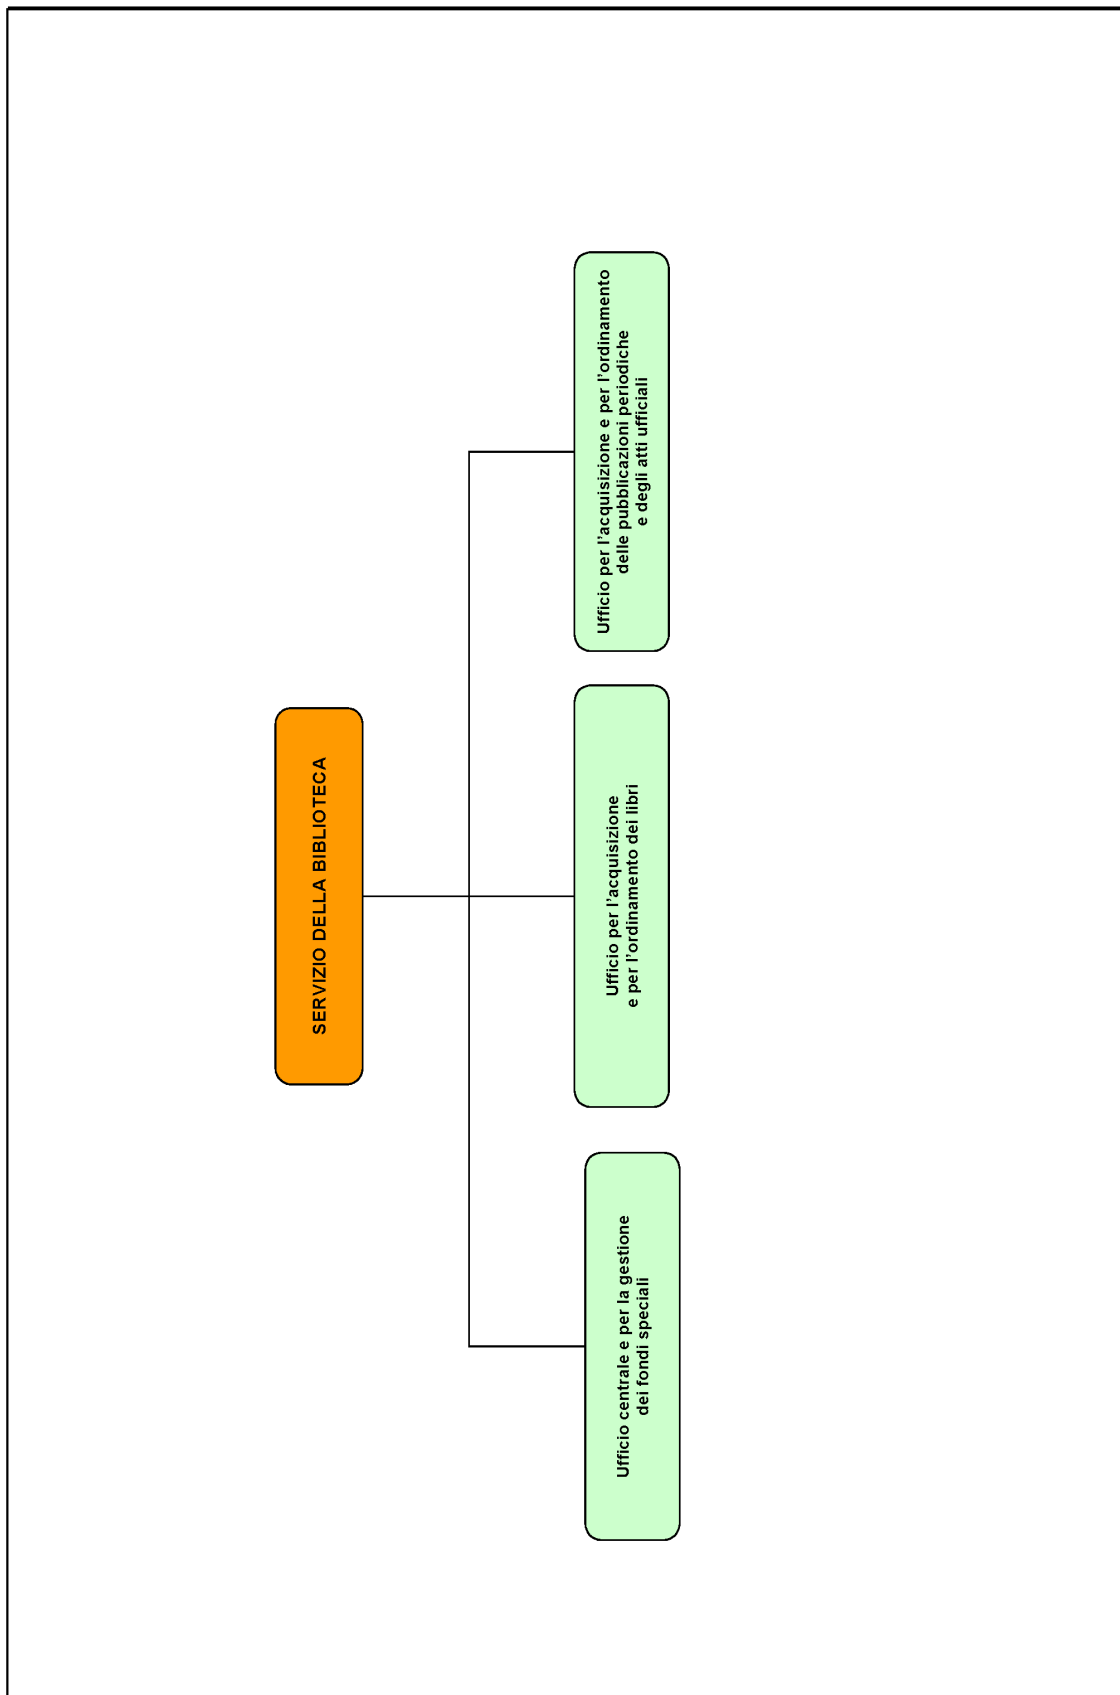 SERVIZIO DELLA BIBLIOTECA
Ufficio centrale e per la gestione
dei fondi speciali
Ufficio per l'acquisizione
e per l'ordinamento dei libri
Ufficio per l'acquisizione e per l'ordinamento
delle pubblicazioni periodiche
e degli atti ufficiali